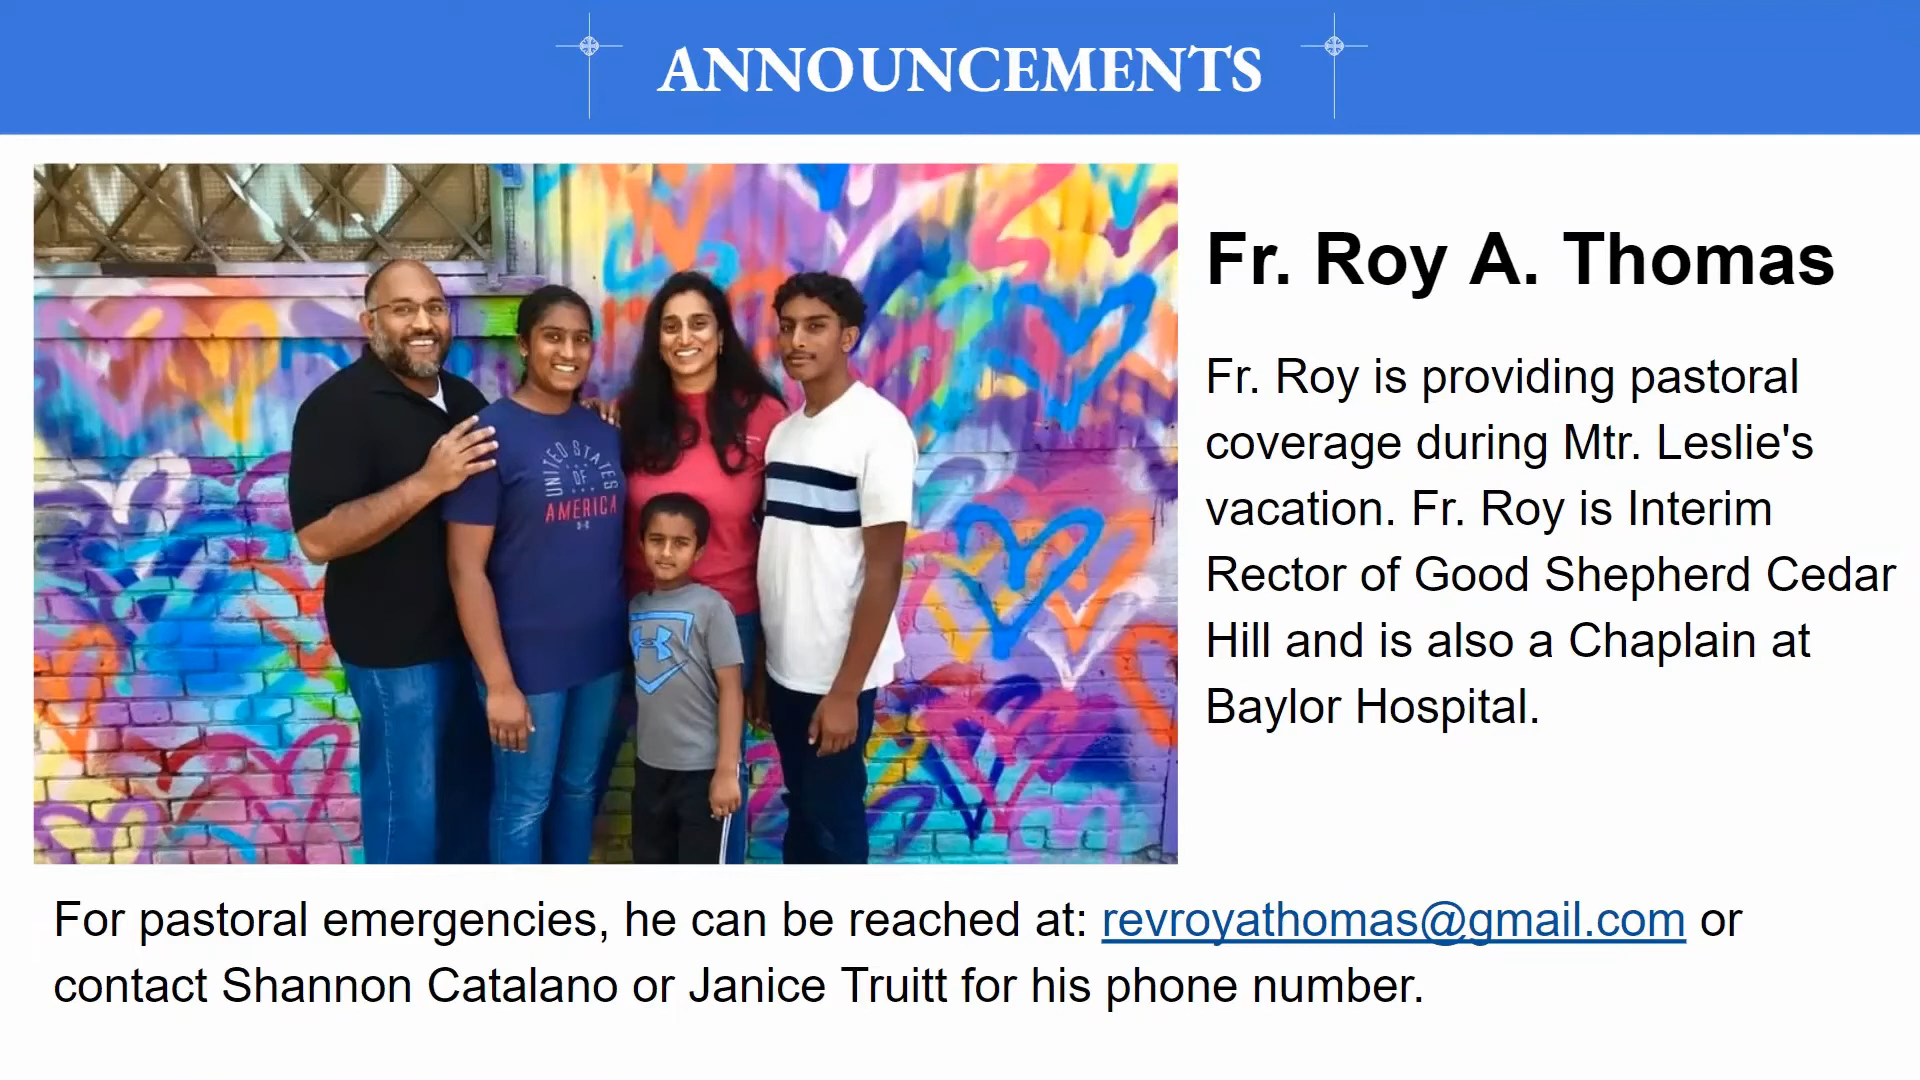 ANNOUNCEMENTS
Fr. Roy A. Thomas
Fr. Roy is providing pastoral
coverage during Mtr. Leslie's
vacation. Fr. Roy is Interim
Rector of Good Shepherd Cedar
Hill and is also a Chaplain at
Baylor Hospital.
UNITED STATES
OF
AMERICA
For pastoral emergencies, he can be reached at: revroyathomas@gmail.com or
contact Shannon Catalano or Janice Truitt for his phone number.